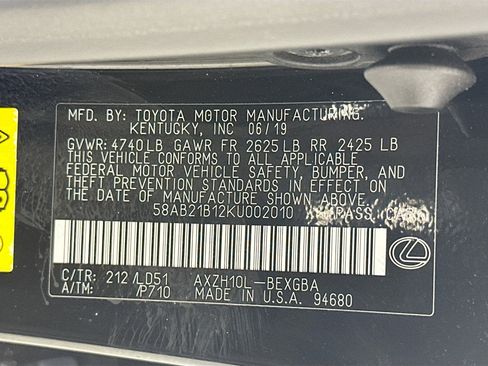 MFD. BY: TOYOTA MOTOR MANUFACTURING,
KENTUCKY, INC 06/19
GVWR: 4740 LB GAWR FR 2625 LB RR 2425 LB
THIS VEHICLE CONFORMS TO ALL APPLICABLE
FEDERAL MOTOR VEHICLE SAFETY, BUMPER, AND
THEFT PREVENTION STANDARDS IN EFFECT ON
THE DATE OF MANUFACTURE SHOWN ABOVE.
58AB21B12KU002010 PASS. CAR
C/TR: 212/LD51 AXZH10L-BEXGBA
A/TM: /P710 MADE IN U.S.A. 94680